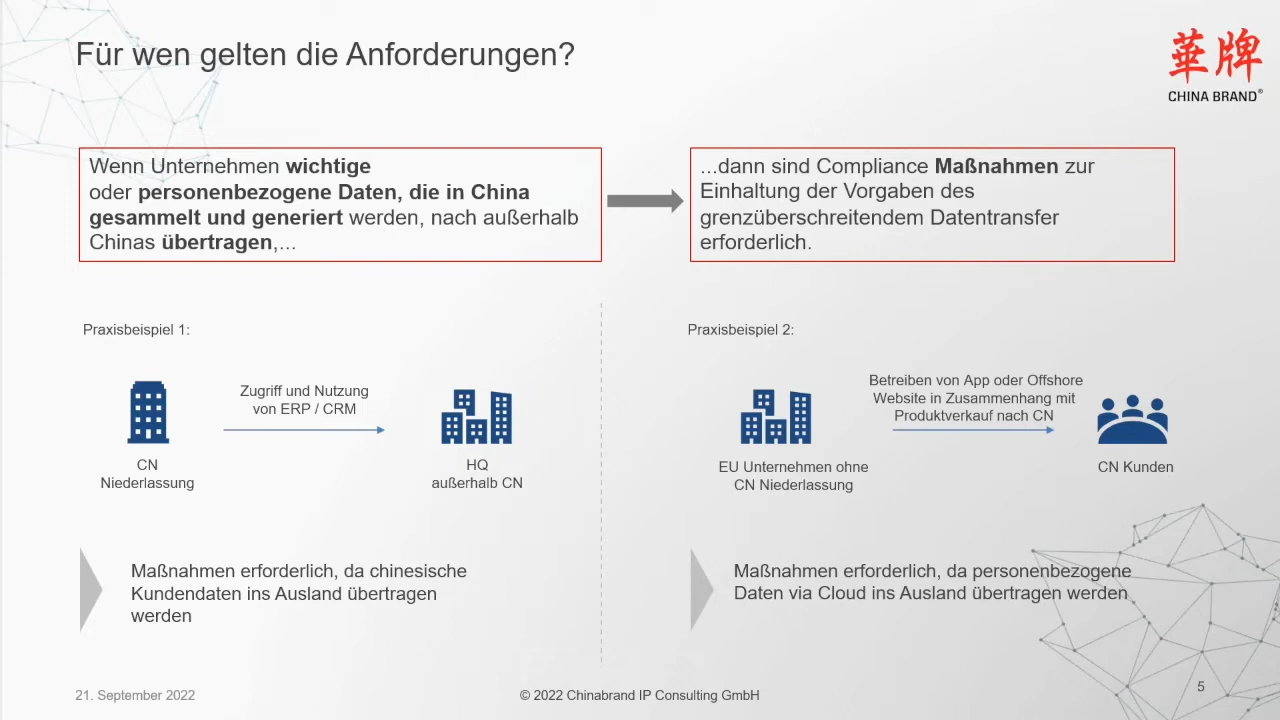 Für wen gelten die Anforderungen?
華牌
CHINA BRAND®
Wenn Unternehmen wichtige
oder personenbezogene Daten, die in China
gesammelt und generiert werden, nach außerhalb
Chinas übertragen,…
…dann sind Compliance Maßnahmen zur
Einhaltung der Vorgaben des
grenzüberschreitendem Datentransfer
erforderlich.
Praxisbeispiel 1:
Zugriff und Nutzung
von ERP / CRM
CN
Niederlassung
HQ
außerhalb CN
Maßnahmen erforderlich, da chinesische
Kundendaten ins Ausland übertragen
werden
Praxisbeispiel 2:
Betreiben von App oder Offshore
Website in Zusammenhang mit
Produktverkauf nach CN
EU Unternehmen ohne
CN Niederlassung
CN Kunden
Maßnahmen erforderlich, da personenbezogene
Daten via Cloud ins Ausland übertragen werden
21. September 2022
© 2022 Chinabrand IP Consulting GmbH
5